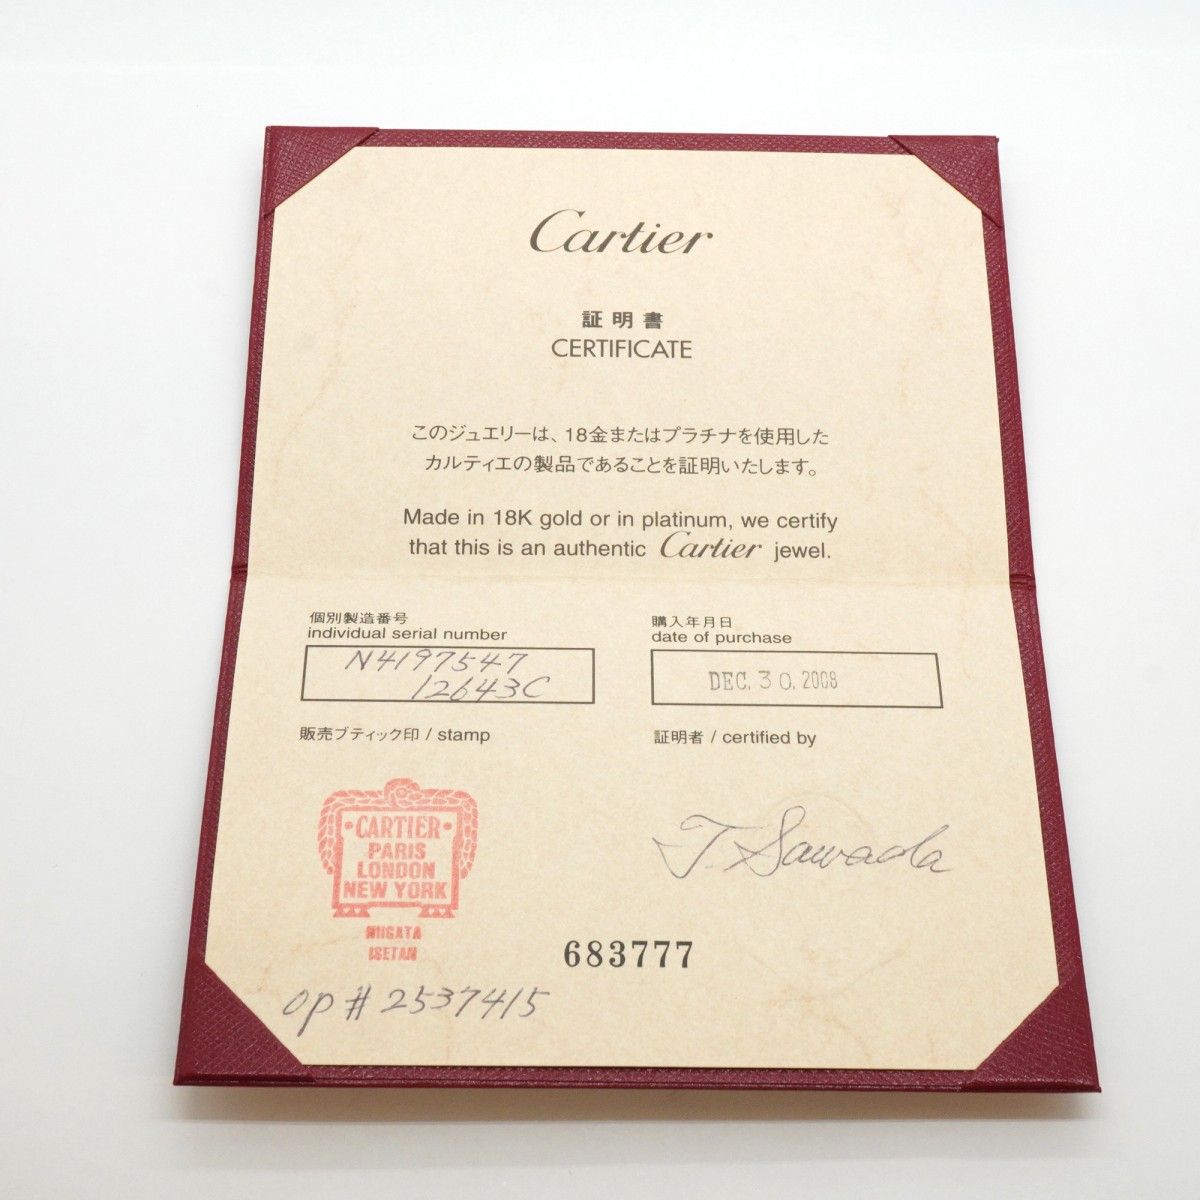 Cartier
証明書
CERTIFICATE
このジュエリーは、18金またはプラチナを使用した
カルティエの製品であることを証明いたします。
Made in 18K gold or in platinum, we certify
that this is an authentic Cartier jewel.
個別製造番号
individual serial number
N4197547
12643C
購入年月日
date of purchase
DEC. 30. 2008
販売ブティック印 / stamp
証明者 / certified by
CARTIER
PARIS
LONDON
NEW YORK
NIIGATA
ISETAN
T. Sawada
683777
op # 2537415